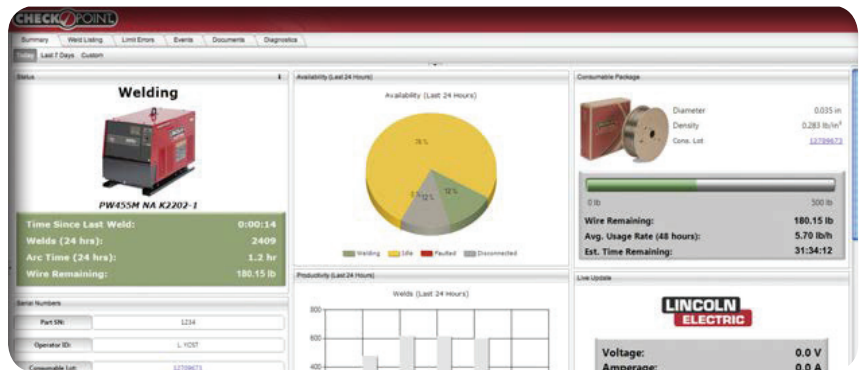 CHECKPOINT
Summary Weld Listing Limit Errors Events Documents Diagnostics
Today Last 7 Days Custom
Status
Welding
PW455M NA K2202-1
Time Since Last Weld: 0:00:14
Welds (24 hrs): 2409
Arc Time (24 hrs): 1.2 hr
Wire Remaining: 180.15 lb
Serial Numbers
Part SN: 1234
Operator ID: L. YOST
Consumable Lot: 12709673
Availability (Last 24 Hours)
Availability (Last 24 Hours)
76%
0%
12%
12%
Welding Idle Faulted Disconnected
Productivity (Last 24 Hours)
Welds (Last 24 Hours)
800
600
400
Consumable Package
Diameter 0.035 in
Density 0.283 lb/in³
Cons. Lot 12709673
0 lb 500 lb
Wire Remaining: 180.15 lb
Avg. Usage Rate (48 hours): 5.70 lb/h
Est. Time Remaining: 31:34:12
Live Update
LINCOLN
ELECTRIC
Voltage: 0.0 V
Amperage: 0.0 A